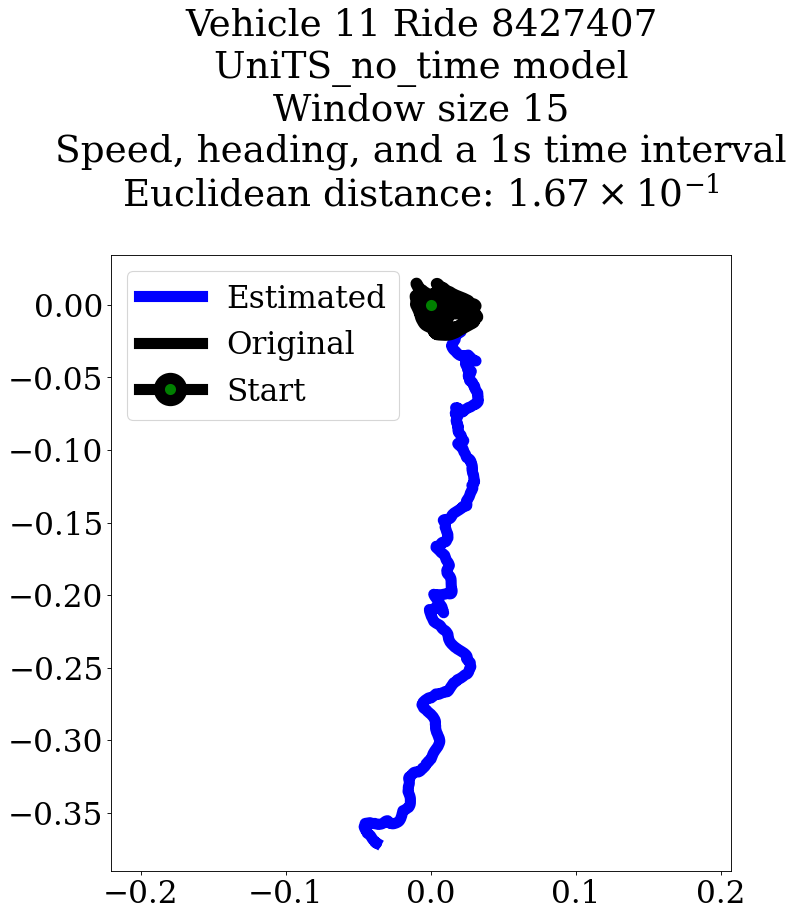 Vehicle 11 Ride 8427407
UniTS_no_time model
Window size 15
Speed, heading, and a 1s time interval
Euclidean distance: 1.67 × 10⁻¹
Estimated
Original
Start
0.00
−0.05
−0.10
−0.15
−0.20
−0.25
−0.30
−0.35
−0.2 −0.1 0.0 0.1 0.2